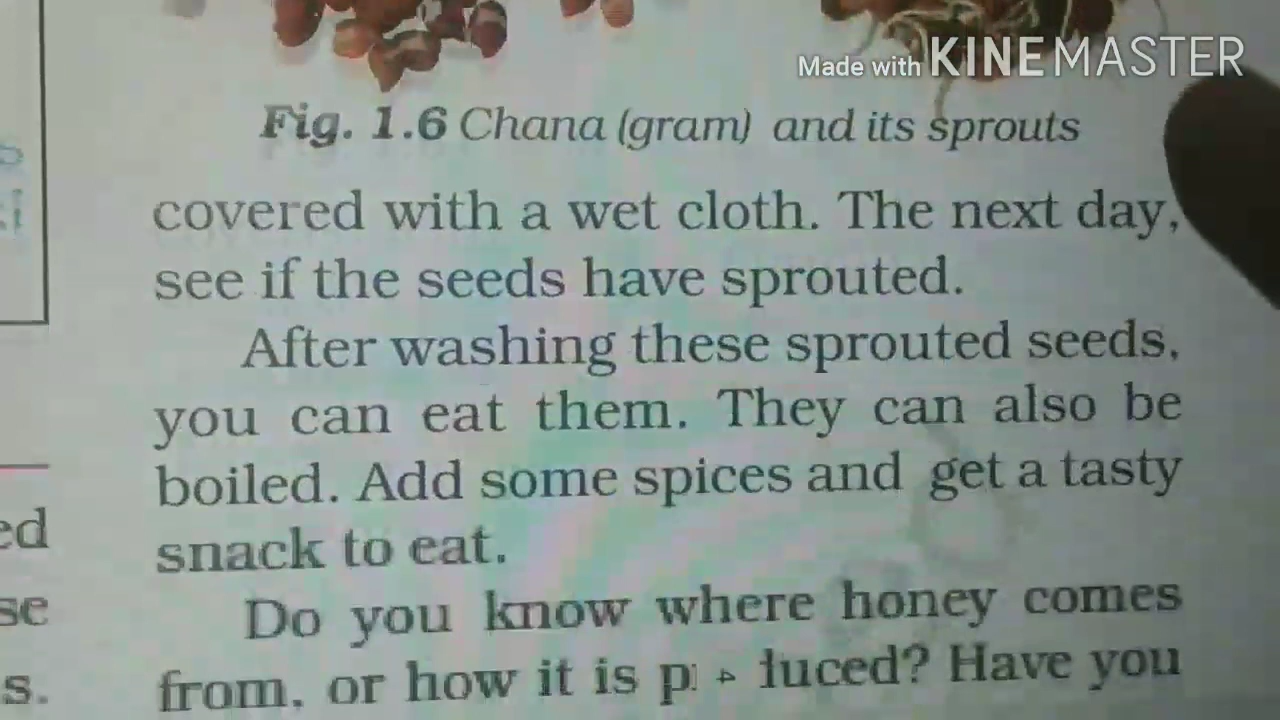 Made with KINEMASTER
Fig. 1.6 Chana (gram) and its sprouts
covered with a wet cloth. The next day,
see if the seeds have sprouted.
After washing these sprouted seeds,
you can eat them. They can also be
boiled. Add some spices and get a tasty
snack to eat.
Do you know where honey comes
from, or how it is Have you
ed
se
s.